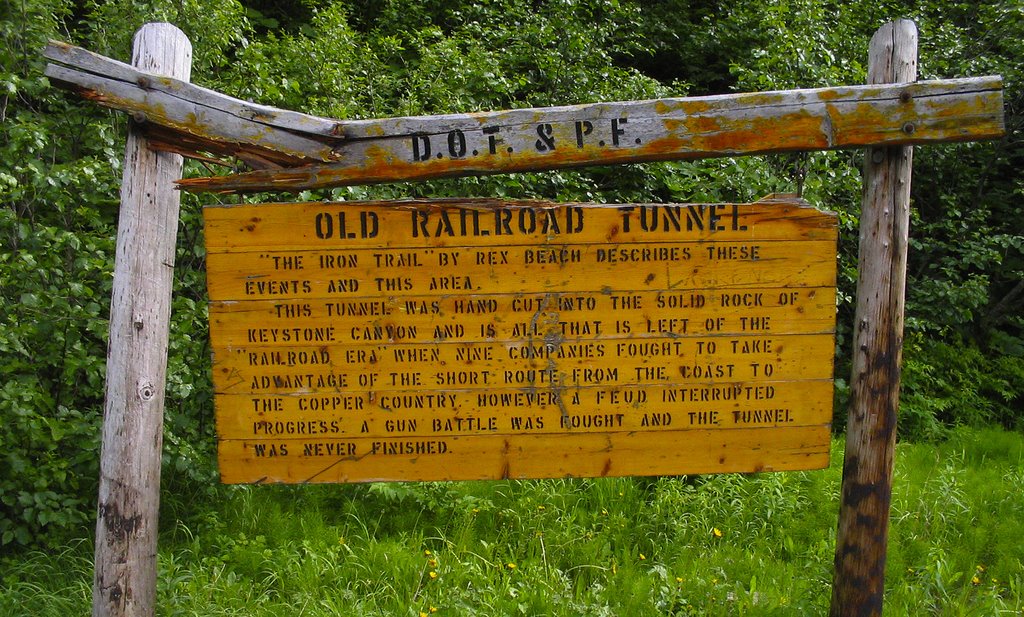 D.O.T. & P.F.
OLD RAILROAD TUNNEL
"THE IRON TRAIL" BY REX BEACH DESCRIBES THESE
EVENTS AND THIS AREA.
THIS TUNNEL WAS HAND CUT INTO THE SOLID ROCK OF
KEYSTONE CANYON AND IS ALL THAT IS LEFT OF THE
"RAILROAD ERA" WHEN NINE COMPANIES FOUGHT TO TAKE
ADVANTAGE OF THE SHORT ROUTE FROM THE COAST TO
THE COPPER COUNTRY. HOWEVER A FEUD INTERRUPTED
PROGRESS. A GUN BATTLE WAS FOUGHT AND THE TUNNEL
WAS NEVER FINISHED.